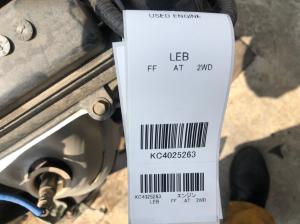 USED ENGINE
LEB
FF AT 2WD
KC4025263
KC4025263 エンジン
LEB FF AT 2WD